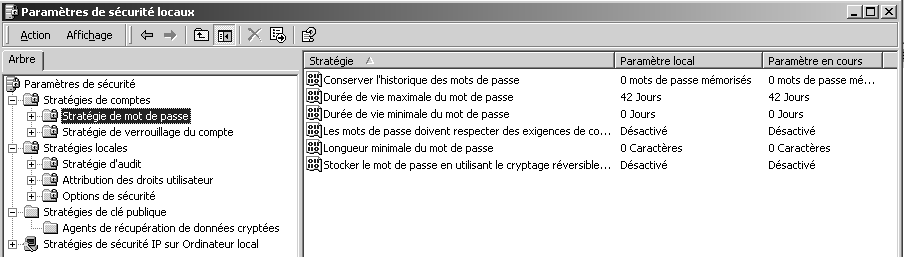 Paramètres de sécurité locaux
Action Affichage
Arbre
Paramètres de sécurité
Stratégies de comptes
Stratégie de mot de passe
Stratégie de verrouillage du compte
Stratégies locales
Stratégie d'audit
Attribution des droits utilisateur
Options de sécurité
Stratégies de clé publique
Agents de récupération de données cryptées
Stratégies de sécurité IP sur Ordinateur local
Stratégie Paramètre local Paramètre en cours
Conserver l'historique des mots de passe 0 mots de passe mémorisés 0 mots de passe mé...
Durée de vie maximale du mot de passe 42 Jours 42 Jours
Durée de vie minimale du mot de passe 0 Jours 0 Jours
Les mots de passe doivent respecter des exigences de co... Désactivé Désactivé
Longueur minimale du mot de passe 0 Caractères 0 Caractères
Stocker le mot de passe en utilisant le cryptage réversible... Désactivé Désactivé